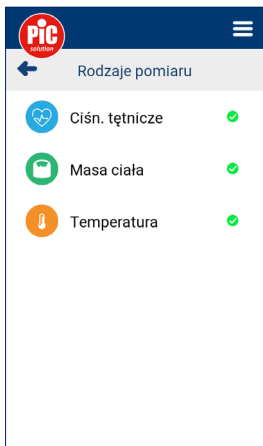 PiC
solution
Rodzaje pomiaru
Ciśn. tętnicze
Masa ciała
Temperatura